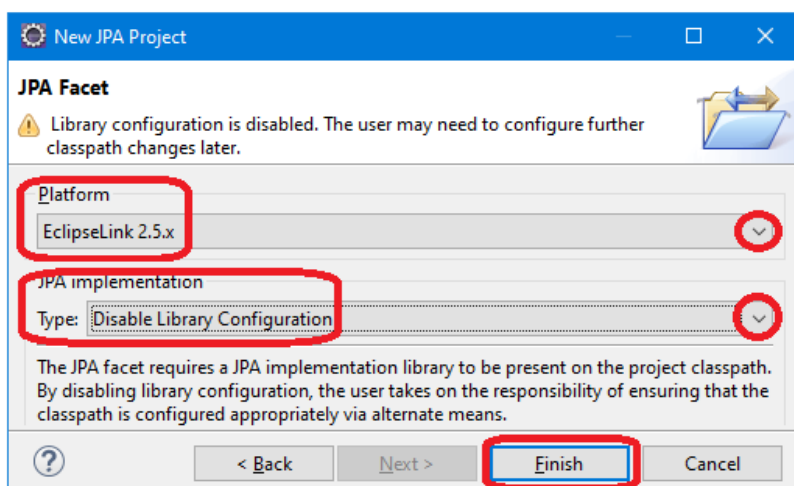 New JPA Project
JPA Facet
Library configuration is disabled. The user may need to configure further
classpath changes later.
Platform
EclipseLink 2.5.x
JPA implementation
Type: Disable Library Configuration
The JPA facet requires a JPA implementation library to be present on the project classpath.
By disabling library configuration, the user takes on the responsibility of ensuring that the
classpath is configured appropriately via alternate means.
? < Back Next > Finish Cancel